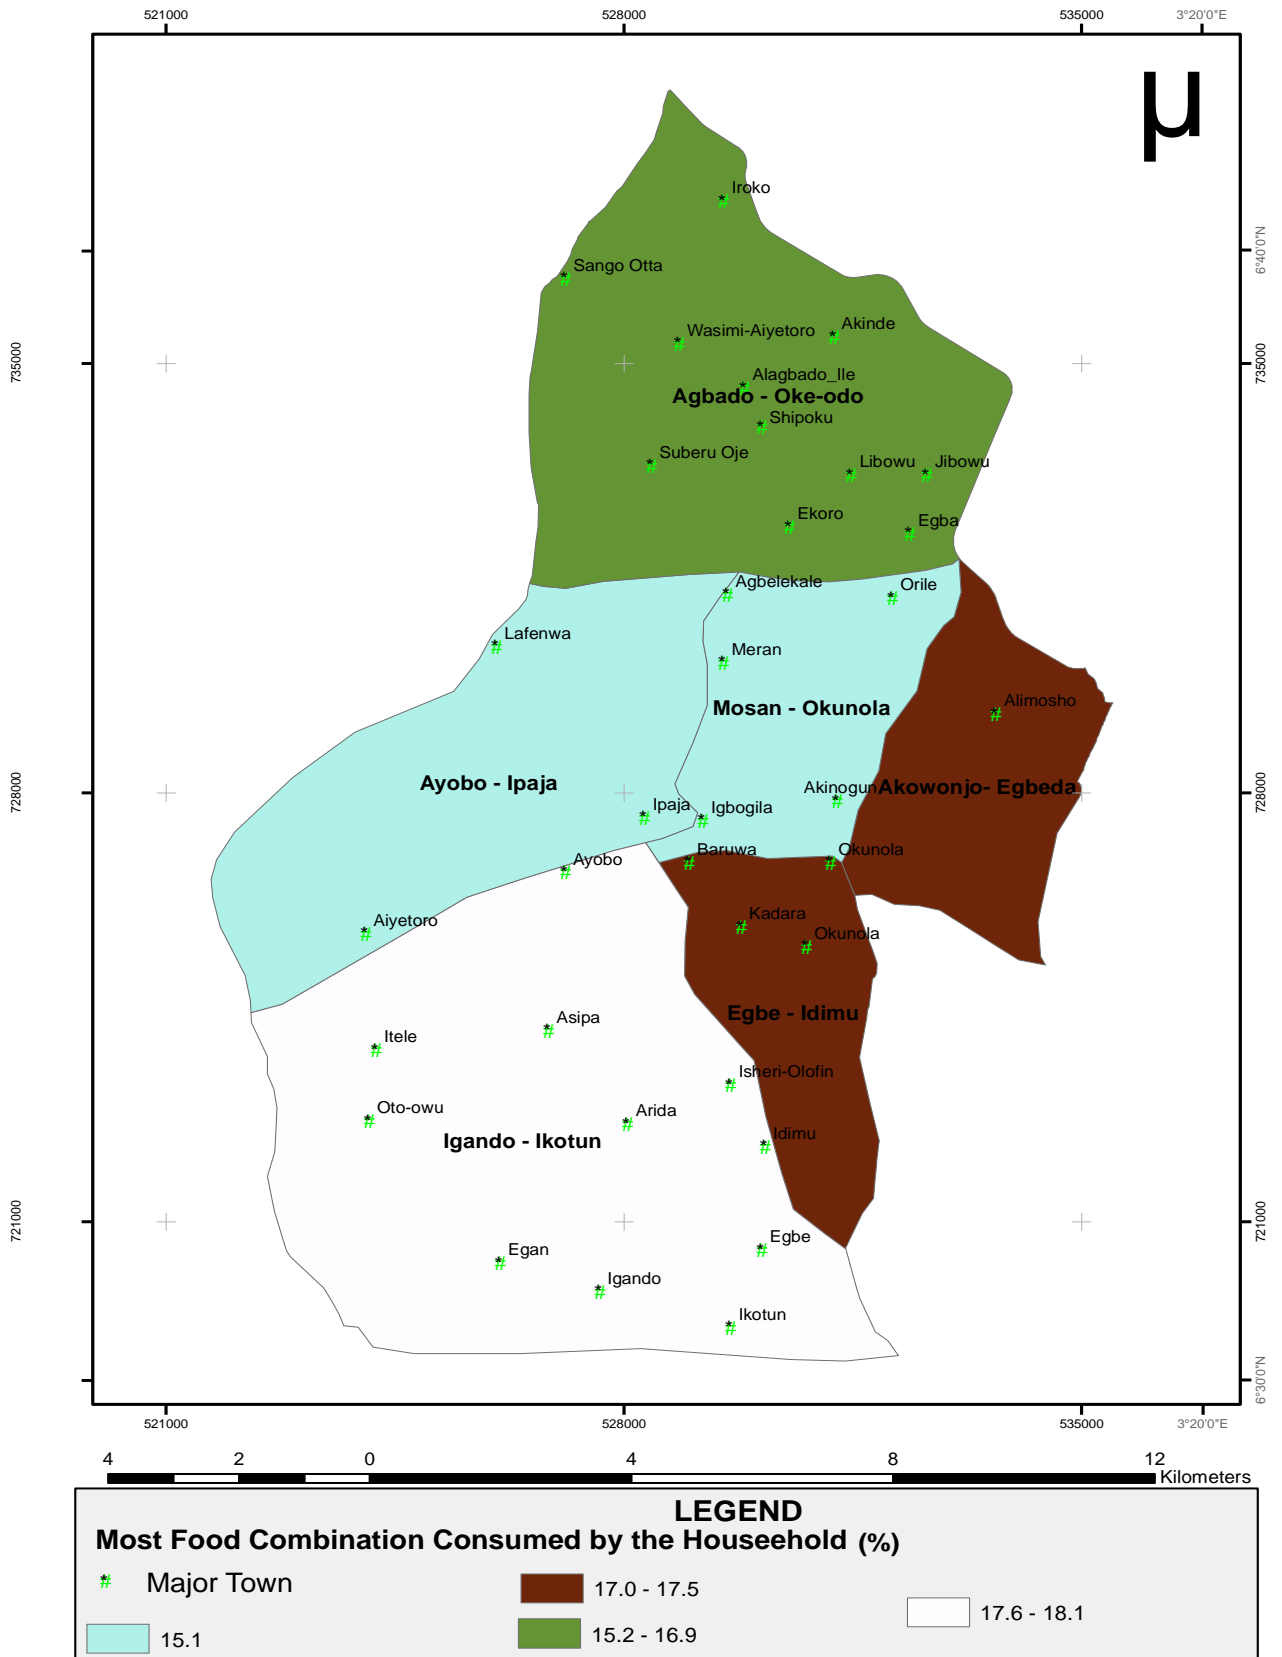 521000 528000 535000 3°20'0"E
µ
Iroko
6°40'0"N
Sango Otta
Wasimi-Aiyetoro
Akinde
735000
735000
Alagbado_Ile
Agbado - Oke-odo
Shipoku
Suberu Oje
Libowu
Jibowu
Ekoro
Egba
Agbelekale
Orile
Lafenwa
Meran
Alimosho
Mosan - Okunola
Ayobo - Ipaja
Akinogun
Akowonjo- Egbeda
728000
728000
Ipaja
Igbogila
Baruwa
Okunola
Ayobo
Kadara
Aiyetoro
Okunola
Egbe - Idimu
Asipa
Itele
Isheri-Olofin
Oto-owu
Arida
Idimu
Igando - Ikotun
721000
721000
Egbe
Egan
Igando
Ikotun
6°30'0"N
521000 528000 535000 3°20'0"E
4 2 0 4 8 12
Kilometers
LEGEND
Most Food Combination Consumed by the Househeold (%)
Major Town
17.0 - 17.5
17.6 - 18.1
15.1
15.2 - 16.9